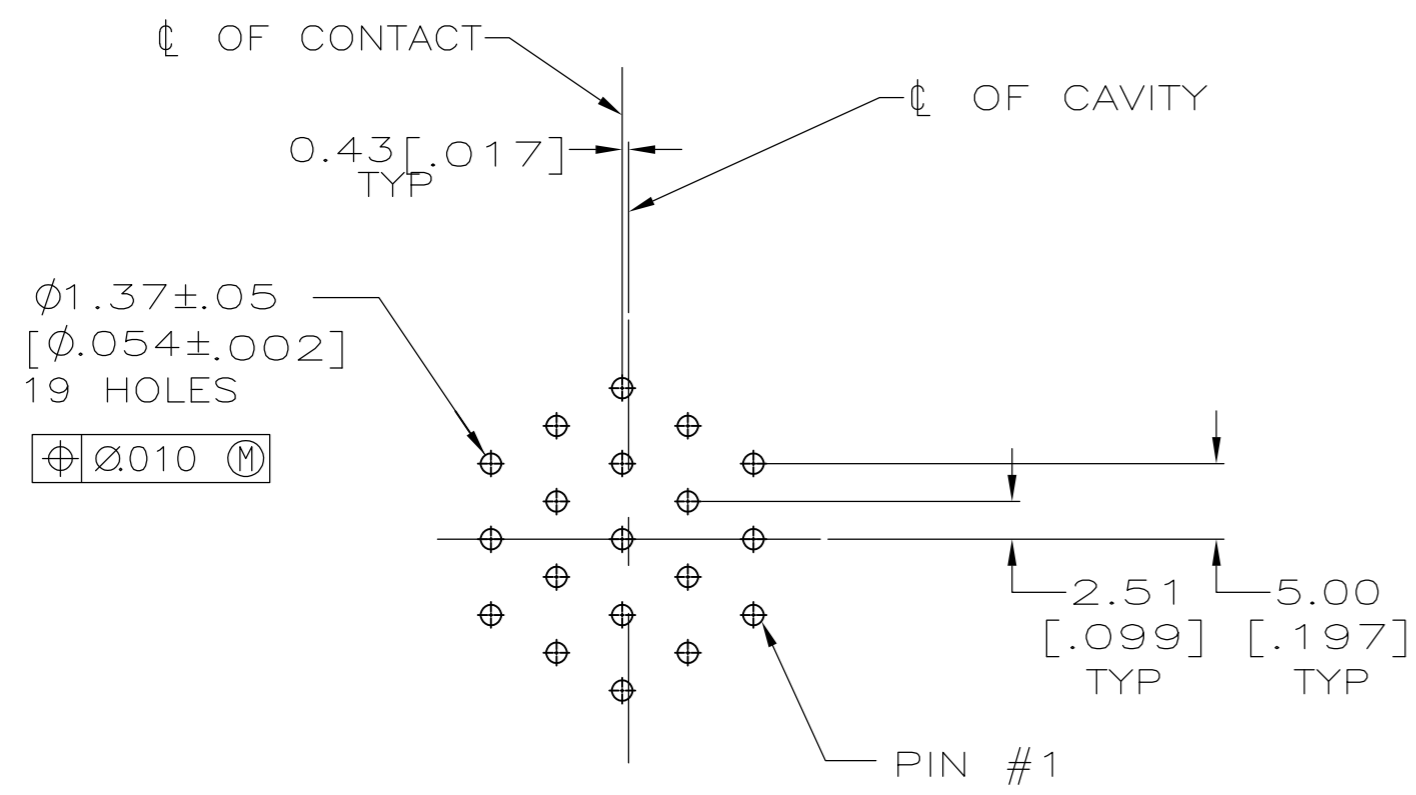 ℄ OF CONTACT
℄ OF CAVITY
0.43[.017]
TYP
∅1.37±.05
[∅.054±.002]
19 HOLES
⌖ ∅.010 Ⓜ
2.51
[.099]
TYP
5.00
[.197]
TYP
PIN #1